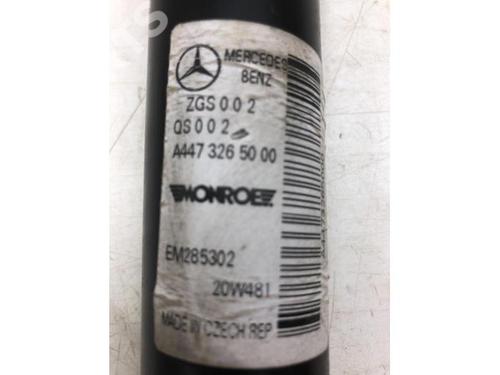 MERCEDES
BENZ
ZGS 0 0 2
QS 0 0 2
A447 326 50 00
MONROE
EM285302
20W481
MADE IN CZECH REP